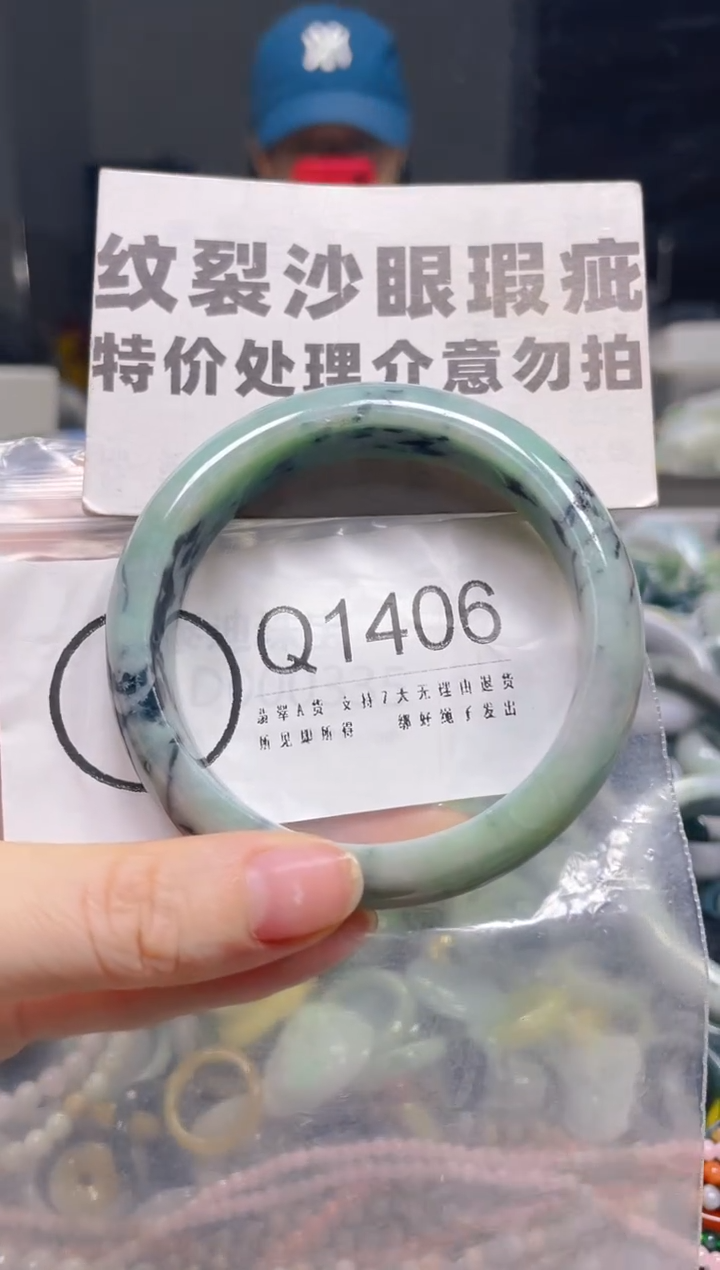 纹裂沙眼瑕疵
特价处理介意勿拍
Q1406
翡翠A货 支持7天无理由退货
所见即所得 绑好绳子发出